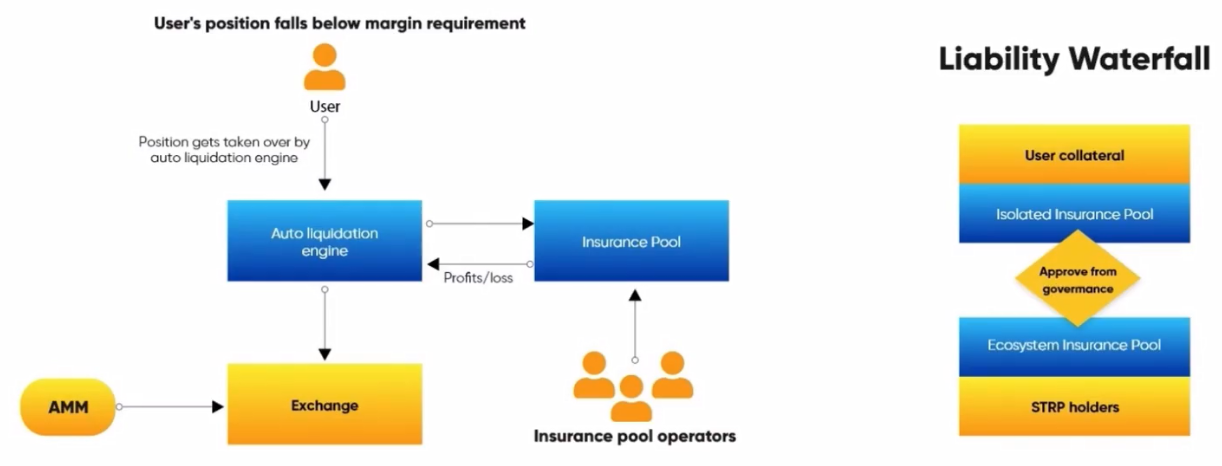 User's position falls below margin requirement
User
Position gets taken over by
auto liquidation engine
Auto liquidation
engine
Insurance Pool
Profits/loss
AMM
Exchange
Insurance pool operators
Liability Waterfall
User collateral
Isolated Insurance Pool
Approve from
govermance
Ecosystem Insurance Pool
STRP holders